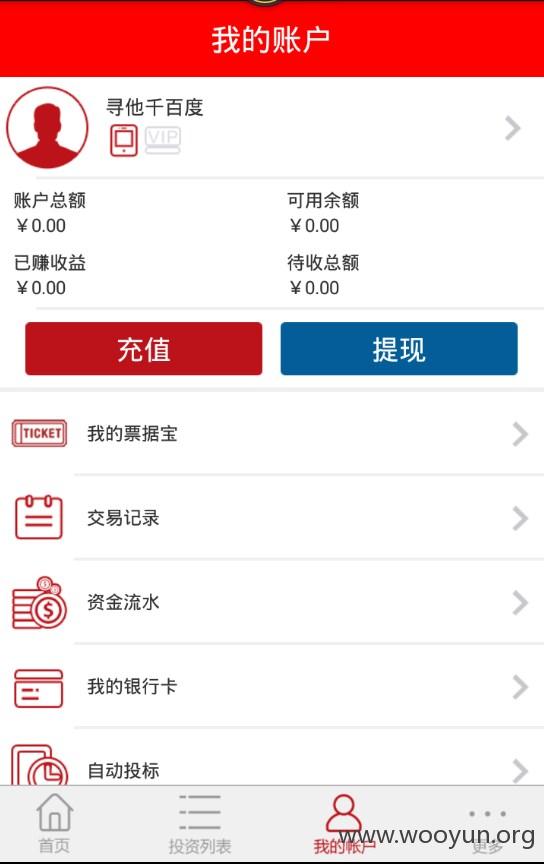 我的账户
寻他千百度
VIP
账户总额 可用余额
￥0.00 ￥0.00
已赚收益 待收总额
￥0.00 ￥0.00
充值 提现
TICKET 我的票据宝
交易记录
$ 资金流水
我的银行卡
自动投标
首页 投资列表 我的帐户 更多
www.wooyun.org